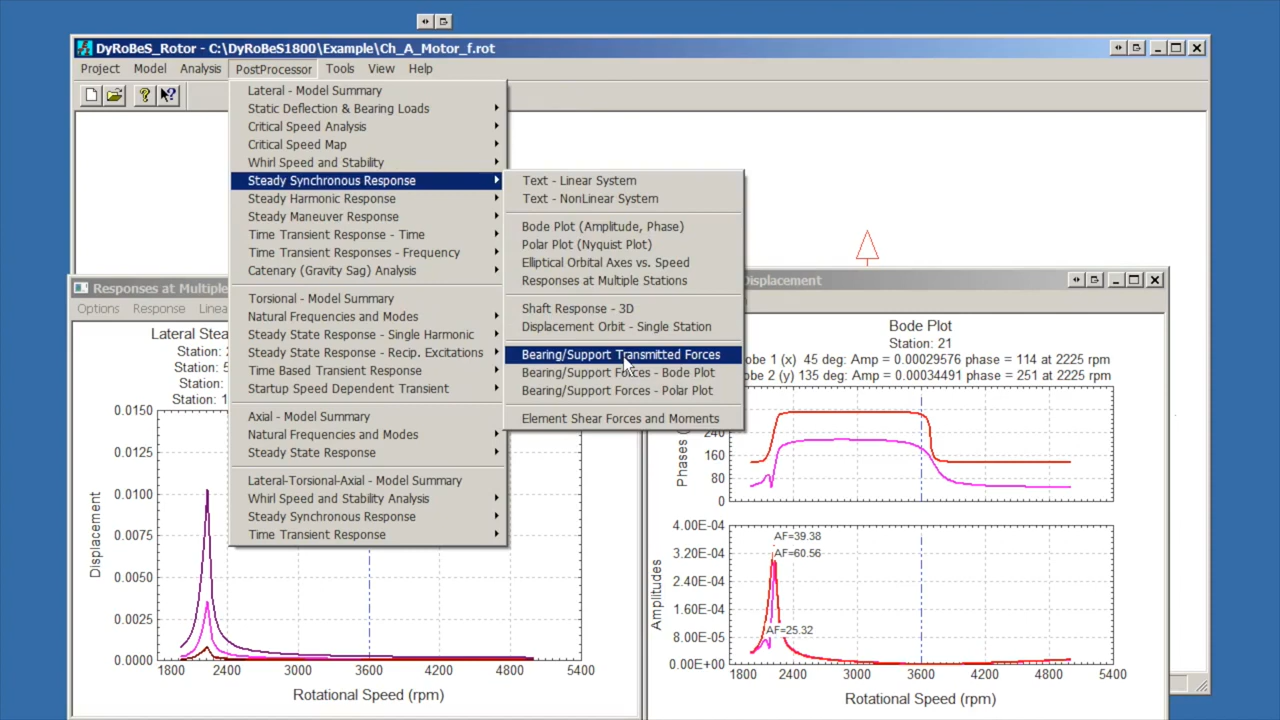 DyRoBeS_Rotor - C:\DyRoBeS1800\Example\Ch_A_Motor_f.rot
Project Model Analysis PostProcessor Tools View Help
Lateral - Model Summary
Static Deflection & Bearing Loads
Critical Speed Analysis
Critical Speed Map
Whirl Speed and Stability
Steady Synchronous Response
Steady Harmonic Response
Steady Maneuver Response
Time Transient Response - Time
Time Transient Responses - Frequency
Catenary (Gravity Sag) Analysis
Torsional - Model Summary
Natural Frequencies and Modes
Steady State Response - Single Harmonic
Steady State Response - Recip. Excitations
Time Based Transient Response
Startup Speed Dependent Transient
Axial - Model Summary
Natural Frequencies and Modes
Steady State Response
Lateral-Torsional-Axial - Model Summary
Whirl Speed and Stability Analysis
Steady Synchronous Response
Time Transient Response
Text - Linear System
Text - NonLinear System
Bode Plot (Amplitude, Phase)
Polar Plot (Nyquist Plot)
Elliptical Orbital Axes vs. Speed
Responses at Multiple Stations
Shaft Response - 3D
Displacement Orbit - Single Station
Bearing/Support Transmitted Forces
Bearing/Support Forces - Bode Plot
Bearing/Support Forces - Polar Plot
Element Shear Forces and Moments
Responses at Multiple
Options Response Linea
Lateral Stea
Station:
Station: 5
Station:
Station: 1
0.0150
0.0125
0.0100
0.0075
0.0050
0.0025
0.0000
Displacement
1800 2400 3000 3600 4200 4800 5400
Rotational Speed (rpm)
Displacement
Bode Plot
Station: 21
obe 1 (x) 45 deg: Amp = 0.00029576 phase = 114 at 2225 rpm
obe 2 (y) 135 deg: Amp = 0.00034491 phase = 251 at 2225 rpm
Phases (
240
160
80
0
4.00E-04
3.20E-04
2.40E-04
1.60E-04
8.00E-05
0.00E+00
Amplitudes
AF=39.38
AF=60.56
AF=25.32
1800 2400 3000 3600 4200 4800 5400
Rotational Speed (rpm)